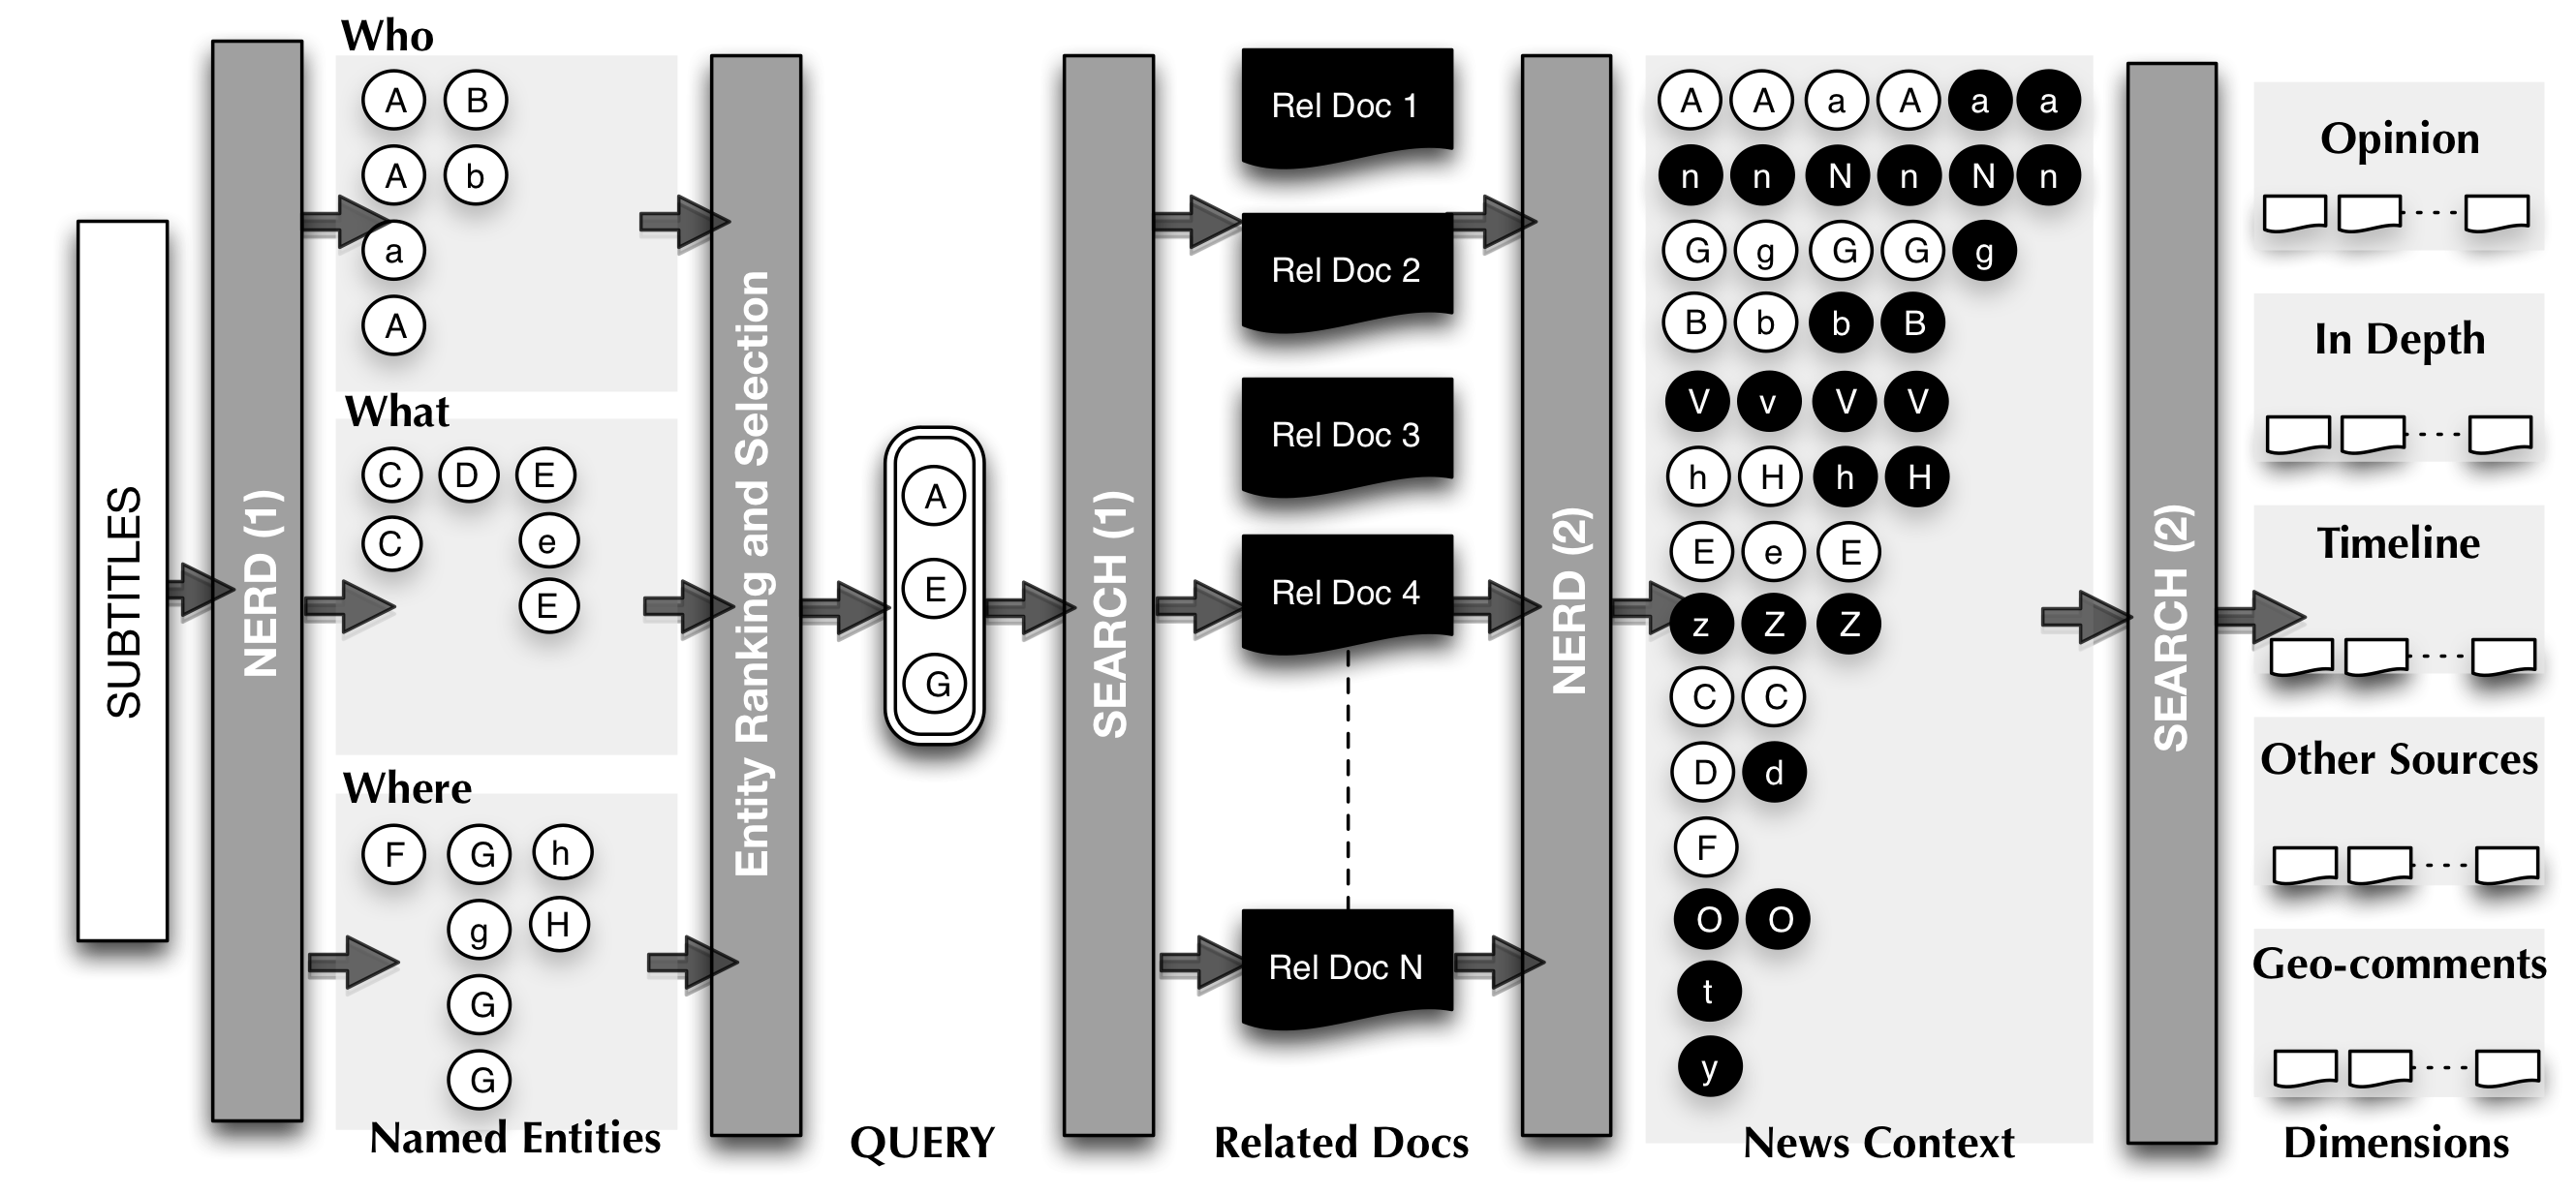 SUBTITLES
NERD (1)
Who
A B
A b
a
A
What
C D E
C e
E
Where
F G h
g H
G
G
Named Entities
Entity Ranking and Selection
A
E
G
QUERY
SEARCH (1)
Rel Doc 1
Rel Doc 2
Rel Doc 3
Rel Doc 4
Rel Doc N
Related Docs
NERD (2)
A A a A a a
n n N n N n
G g G G g
B b b B
V v V V
h H h H
E e E
z Z Z
C C
D d
F
O O
t
y
News Context
SEARCH (2)
Opinion
In Depth
Timeline
Other Sources
Geo-comments
Dimensions